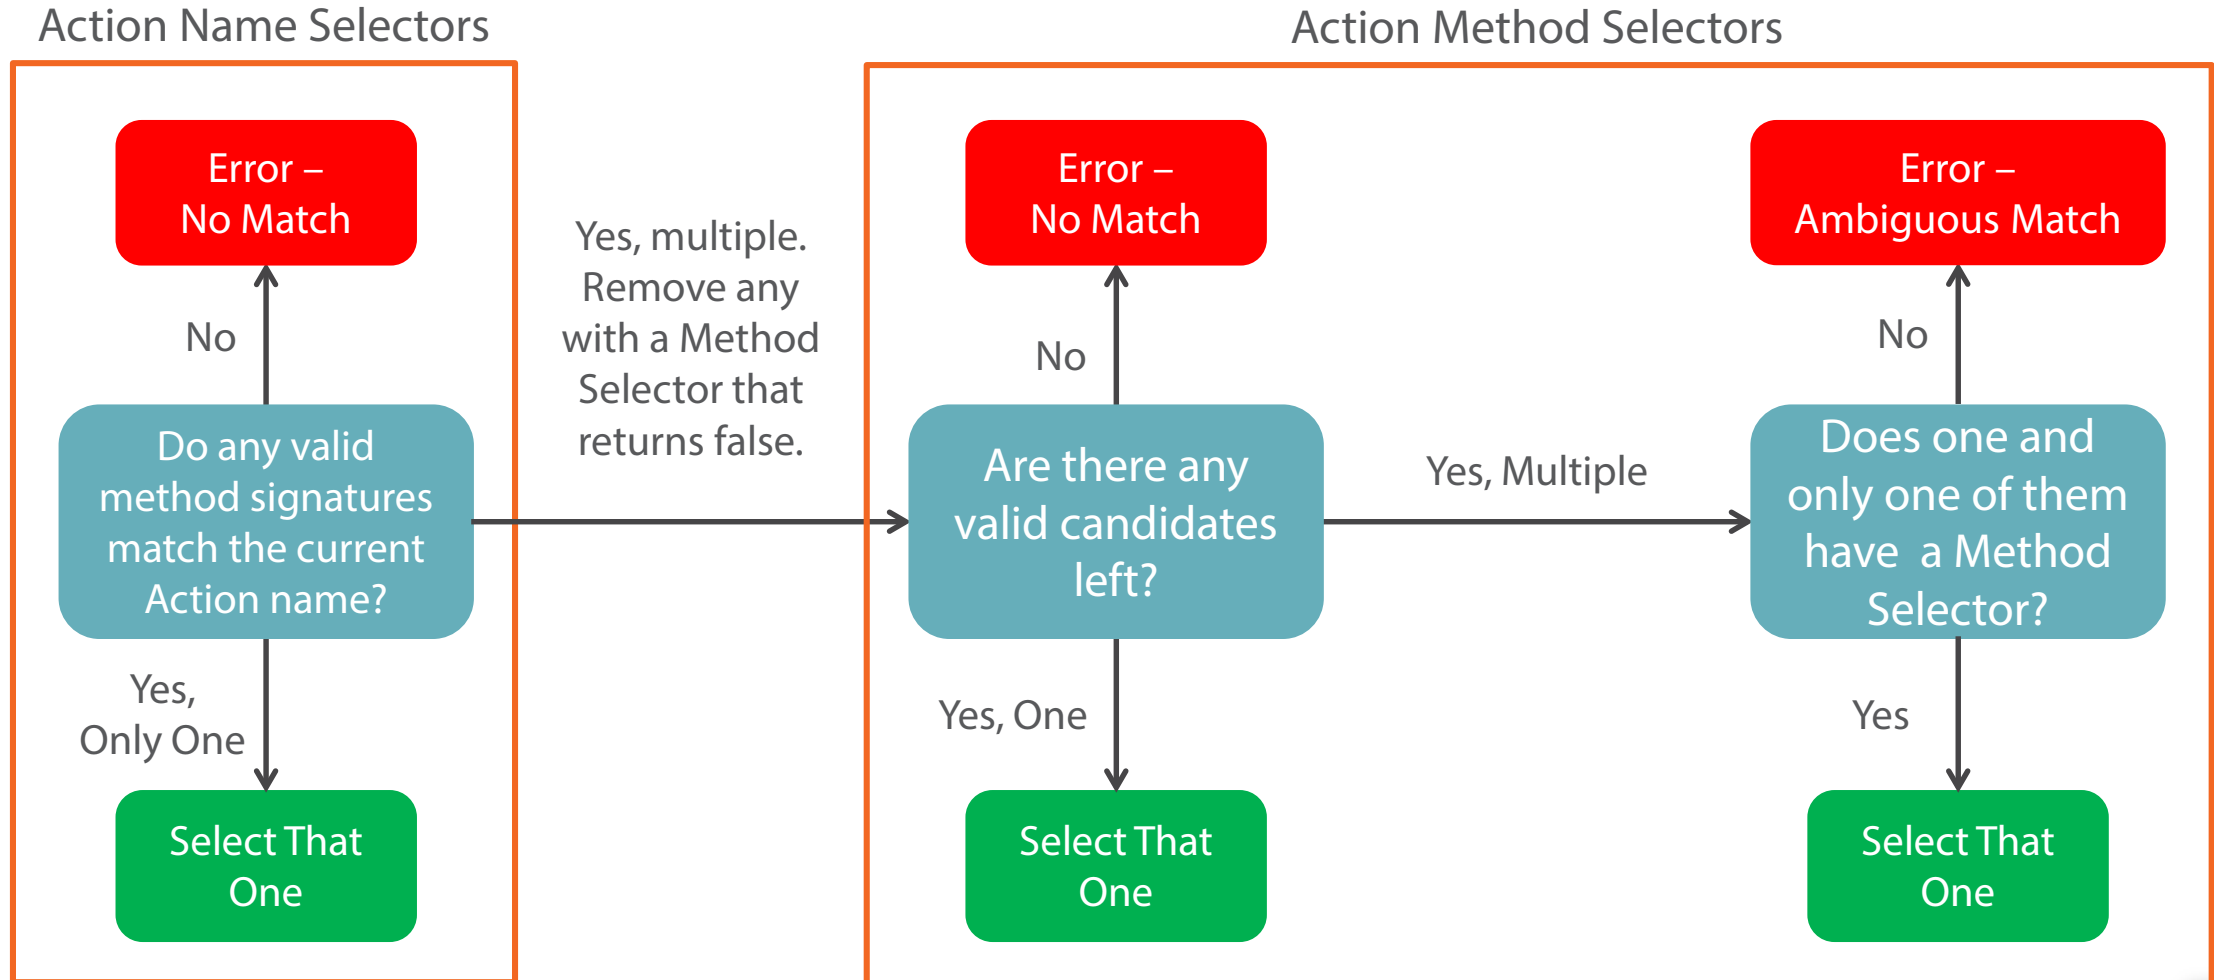 Action Name Selectors
Error –
No Match
No
Do any valid
method signatures
match the current
Action name?
Yes,
Only One
Select That
One
Yes, multiple.
Remove any
with a Method
Selector that
returns false.
Action Method Selectors
Error –
No Match
No
Are there any
valid candidates
left?
Yes, One
Select That
One
Yes, Multiple
Error –
Ambiguous Match
No
Does one and
only one of them
have  a Method
Selector?
Yes
Select That
One